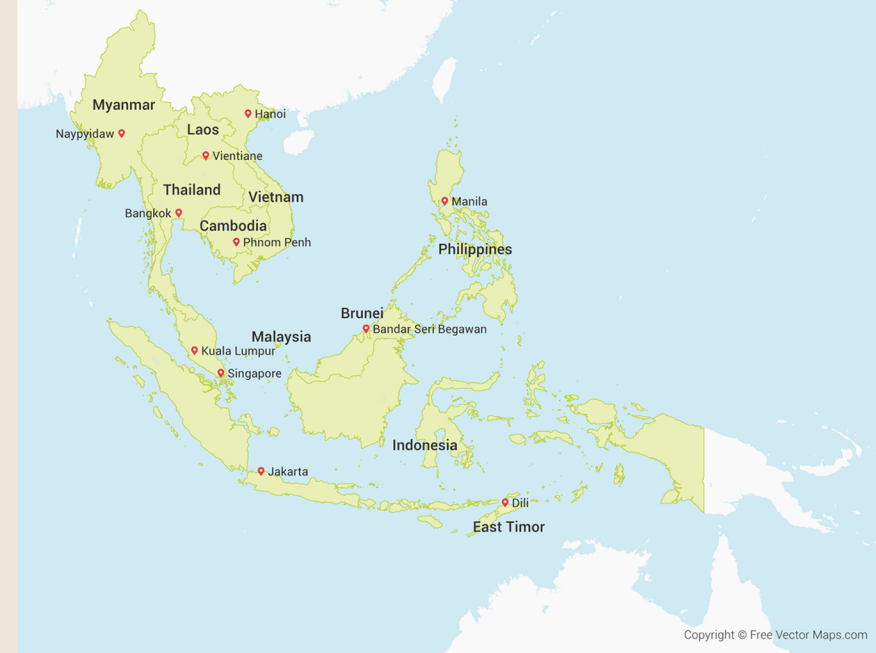 Myanmar
Hanoi
Laos
Naypyidaw
Vientiane
Thailand
Vietnam
Manila
Bangkok
Cambodia
Phnom Penh
Philippines
Brunei
Bandar Seri Begawan
Malaysia
Kuala Lumpur
Singapore
Indonesia
Jakarta
Dili
East Timor
Copyright © Free Vector Maps.com